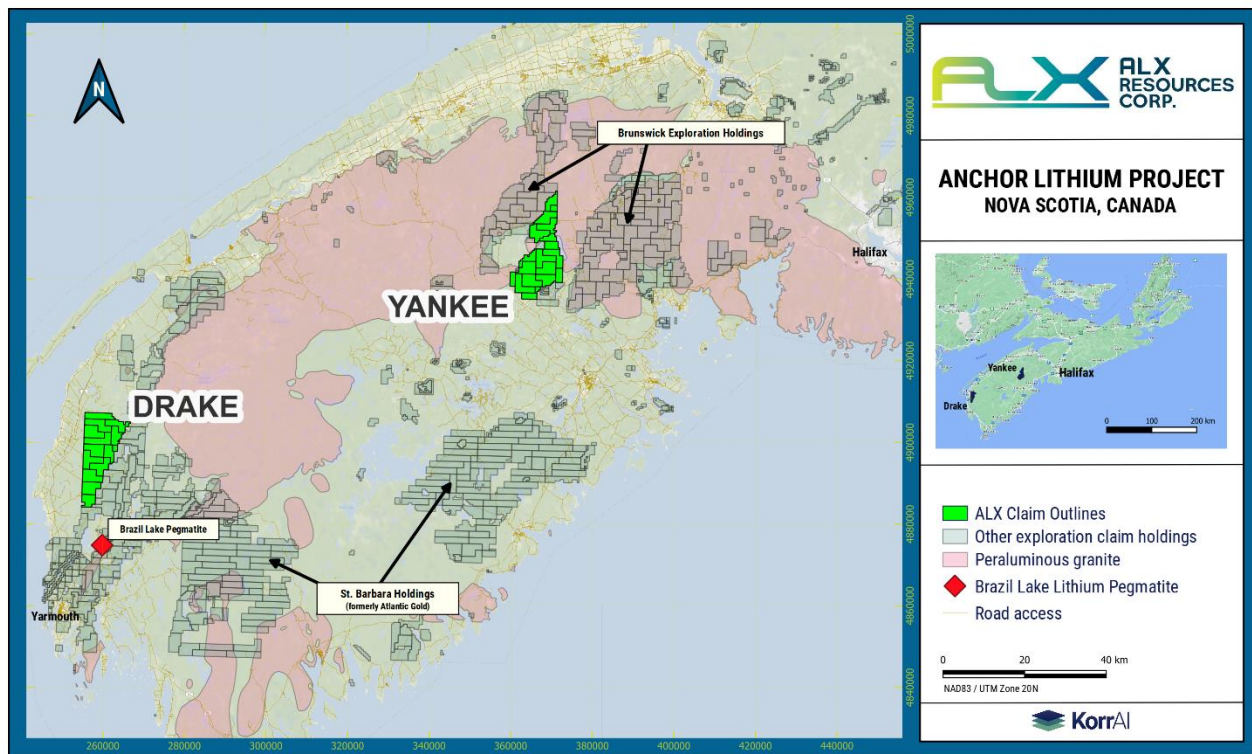 N
Brunswick Exploration Holdings
Halifax
YANKEE
DRAKE
Brazil Lake Pegmatite
St. Barbara Holdings
(formerly Atlantic Gold)
Yarmouth
260000
280000
300000
320000
340000
360000
380000
400000
420000
440000
5000000
4980000
4960000
4940000
4920000
4900000
4880000
4860000
4840000
ALX
ALX
RESOURCES
CORP.
ANCHOR LITHIUM PROJECT
NOVA SCOTIA, CANADA
Yankee
Halifax
Drake
0 100 200 km
ALX Claim Outlines
Other exploration claim holdings
Peraluminous granite
Brazil Lake Lithium Pegmatite
Road access
0 20 40 km
NAD83 / UTM Zone 20N
KorrAI